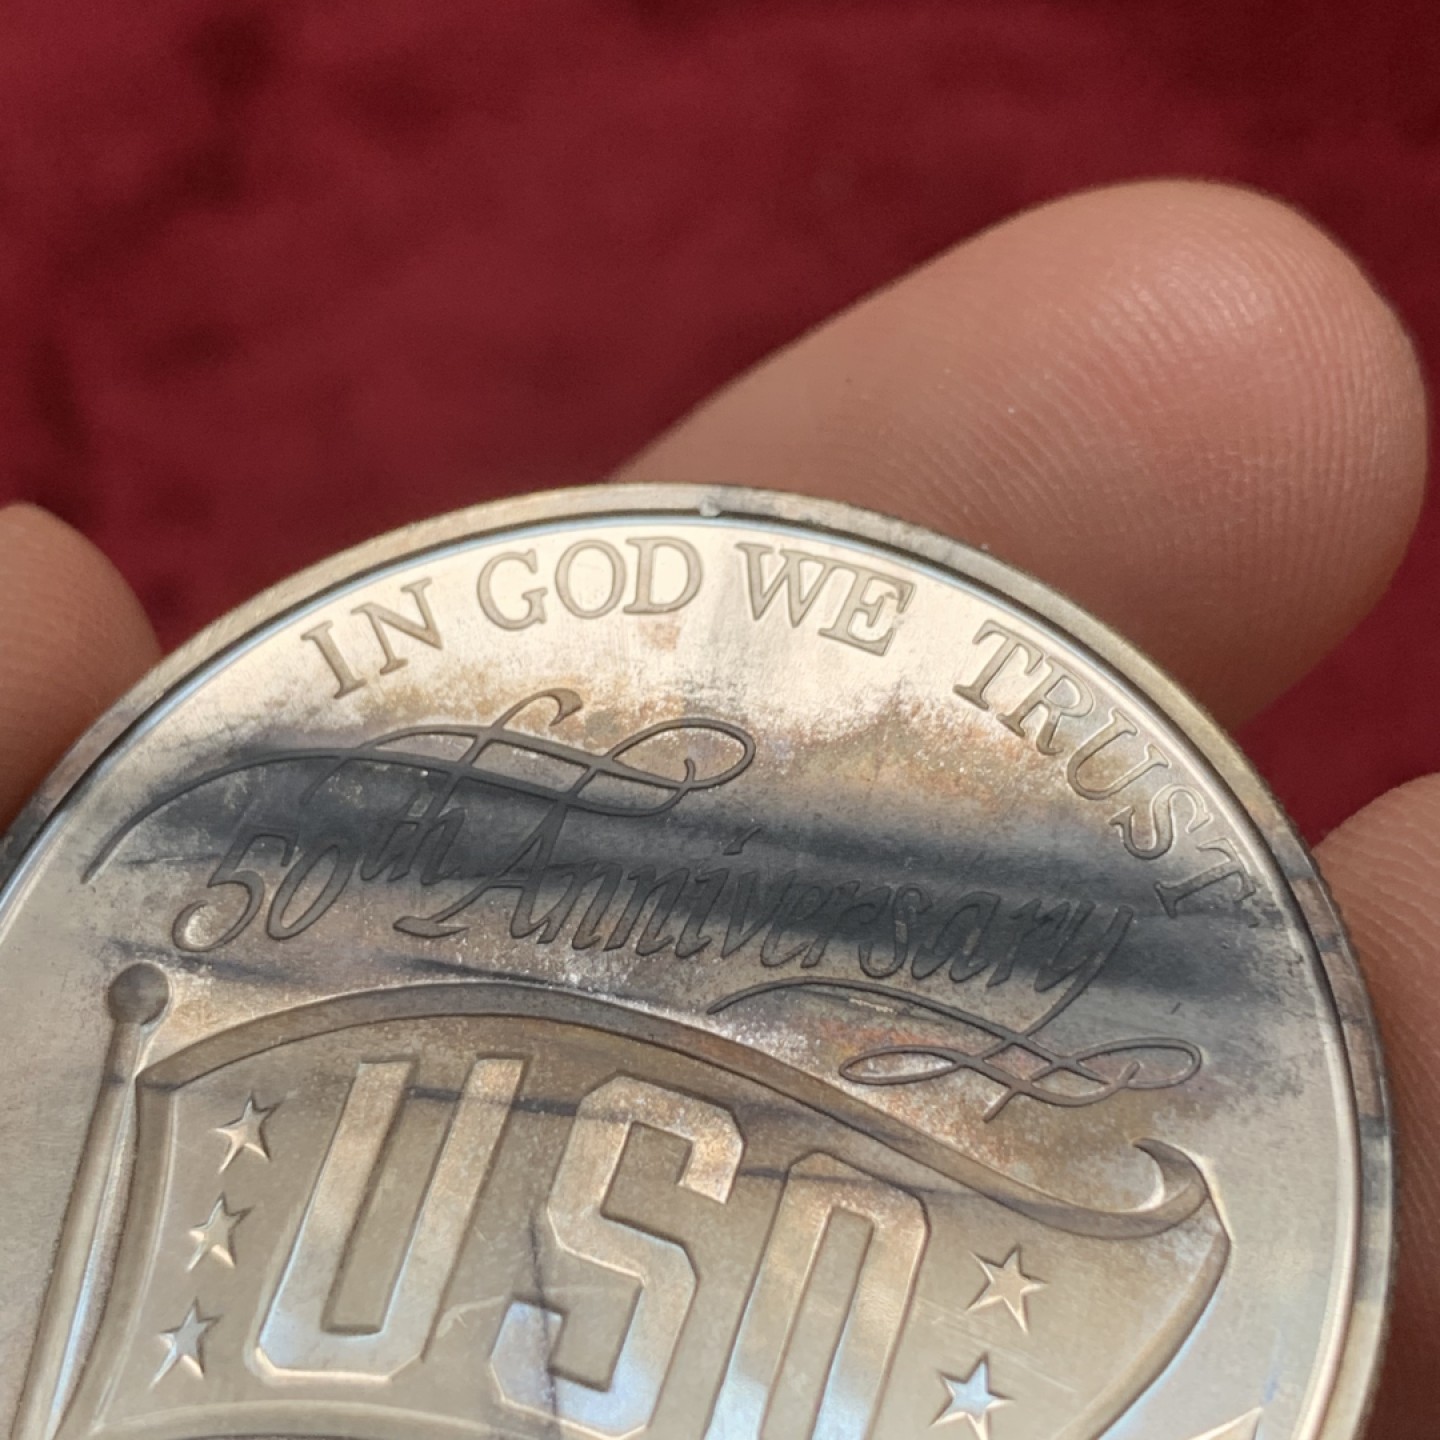 IN GOD WE TRUST
50th Anniversary
USO